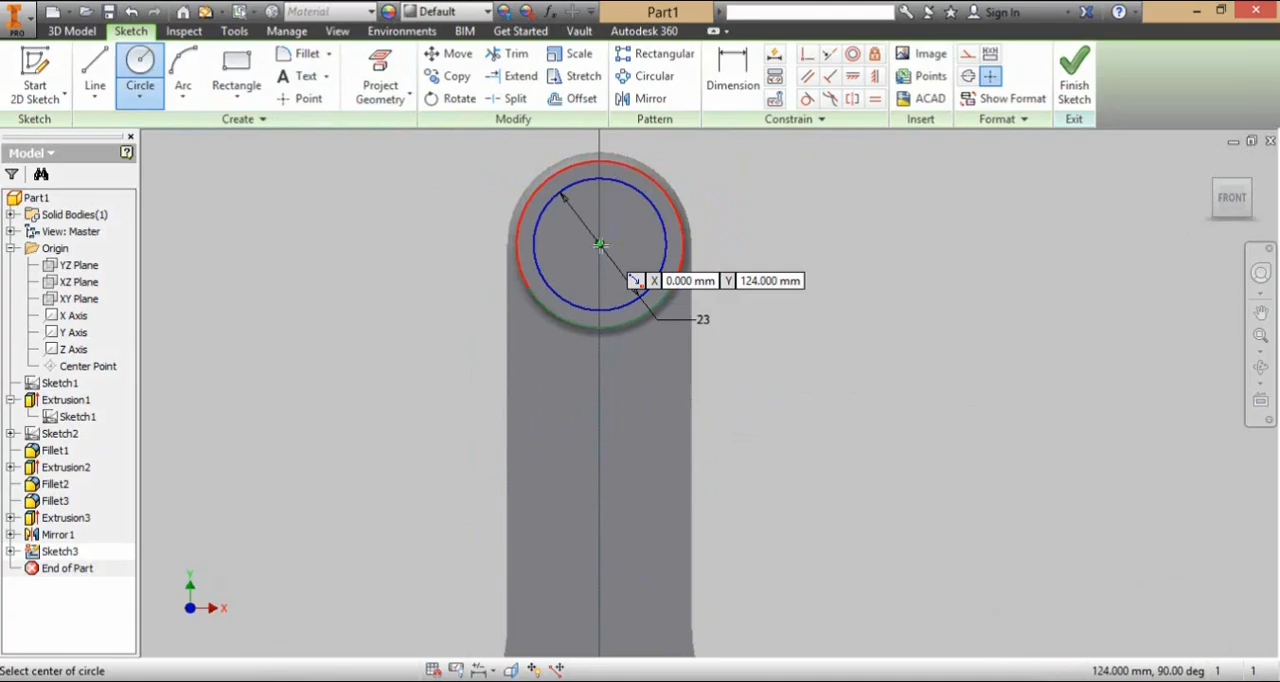 Material
Default
Part1
Sign In
PRO
3D Model
Sketch
Inspect
Tools
Manage
View
Environments
BIM
Get Started
Vault
Autodesk 360
Start
2D Sketch
Line
Circle
Arc
Rectangle
Fillet
Text
Point
Project
Geometry
Move
Copy
Rotate
Trim
Extend
Split
Scale
Stretch
Offset
Rectangular
Circular
Mirror
Dimension
Image
Points
ACAD
Show Format
Finish
Sketch
Sketch
Create
Modify
Pattern
Constrain
Insert
Format
Exit
Model
Part1
Solid Bodies(1)
View: Master
Origin
YZ Plane
XZ Plane
XY Plane
X Axis
Y Axis
Z Axis
Center Point
Sketch1
Extrusion1
Sketch1
Sketch2
Fillet1
Extrusion2
Fillet2
Fillet3
Extrusion3
Mirror1
Sketch3
End of Part
FRONT
X 0.000 mm Y 124.000 mm
23
Y
X
Select center of circle
124.000 mm, 90.00 deg 1 1